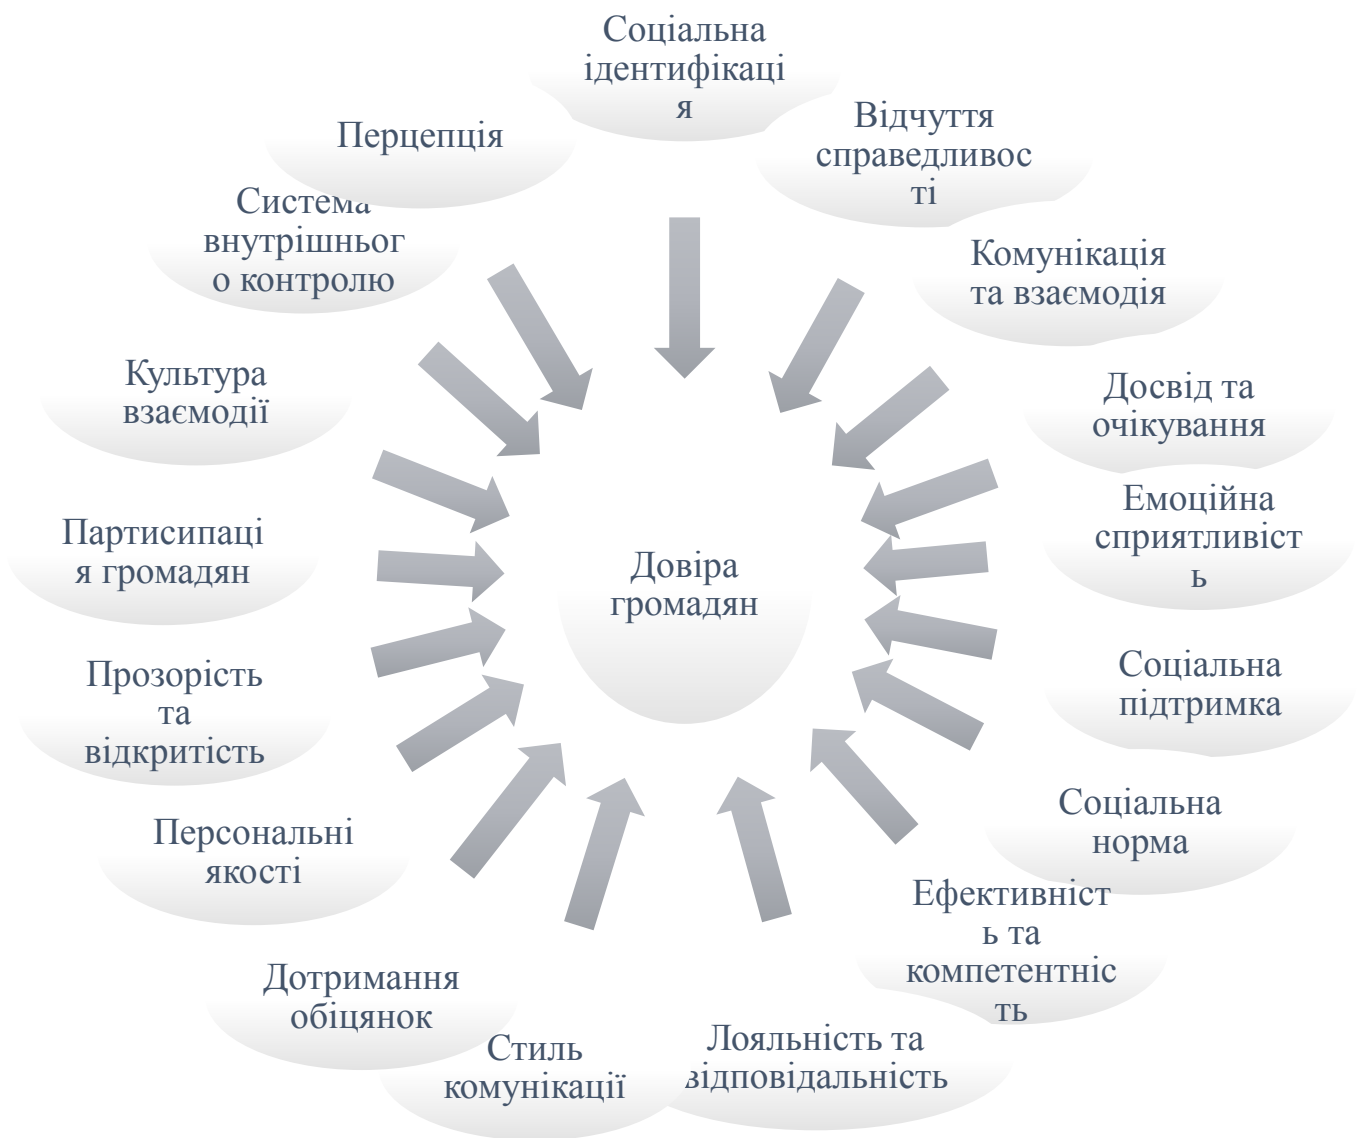 Соціальна
ідентифікаці
я
Відчуття
справедливос
ті
Комунікація
та взаємодія
Досвід та
очікування
Емоційна
сприятливіст
ь
Соціальна
підтримка
Соціальна
норма
Ефективніст
ь та
компетентніс
ть
Лояльність та
відповідальність
Стиль
комунікації
Дотримання
обіцянок
Персональні
якості
Прозорість
та
відкритість
Партисипаці
я громадян
Культура
взаємодії
Система
внутрішньог
о контролю
Перцепція
Довіра
громадян